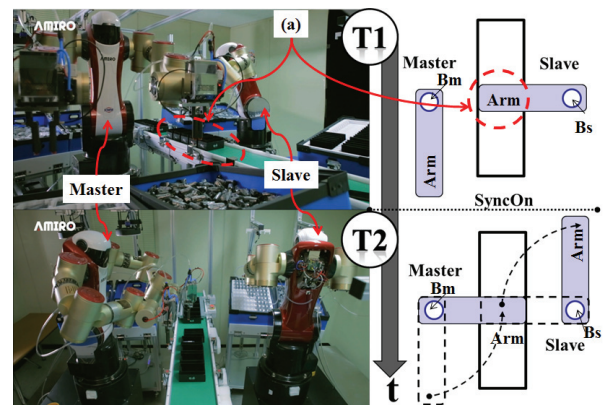 AMIRO
(a)
T1
Master
Bm
Slave
Arm
Bs
Arm
Master
Slave
SyncOn
AMIRO
T2
Master
Bm
Arm
Arm
Bs
Slave
t